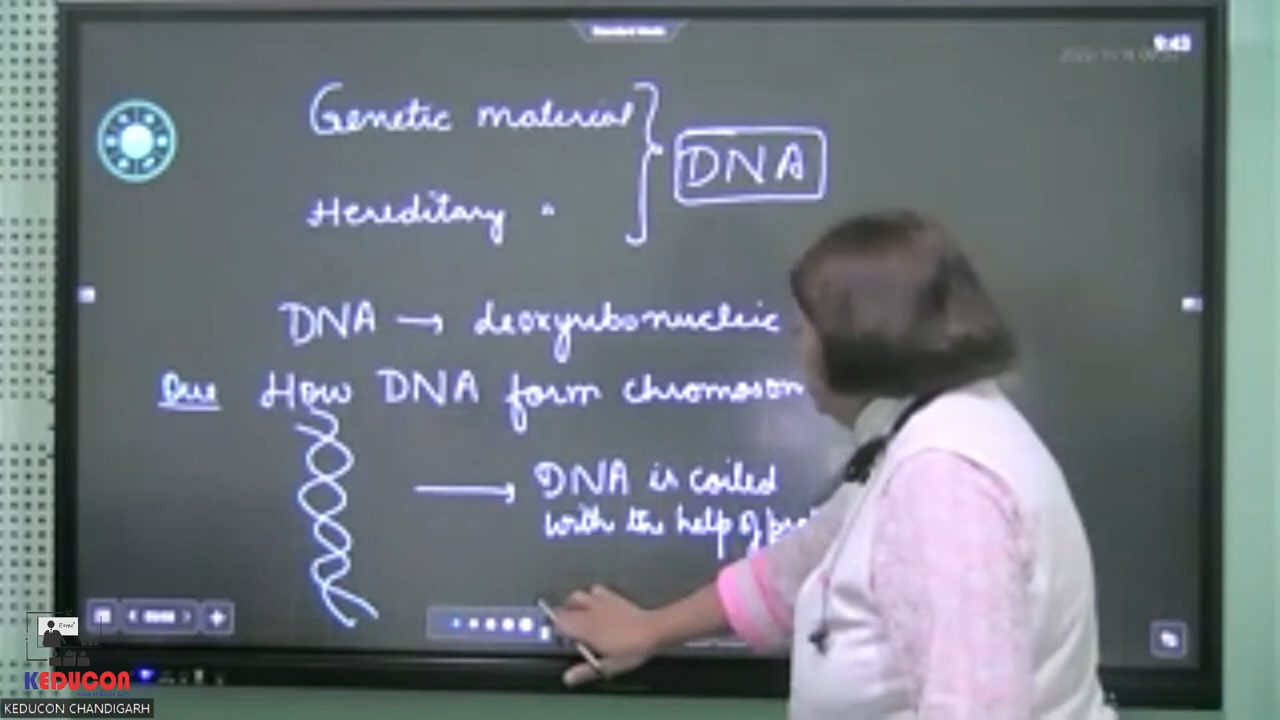 9:43
Genetic material
DNA
Hereditary "
DNA → deoxyribonucleic
Que How DNA form chromosom
→ DNA is coiled
with the help of prot
KEDUCON
KEDUCON CHANDIGARH